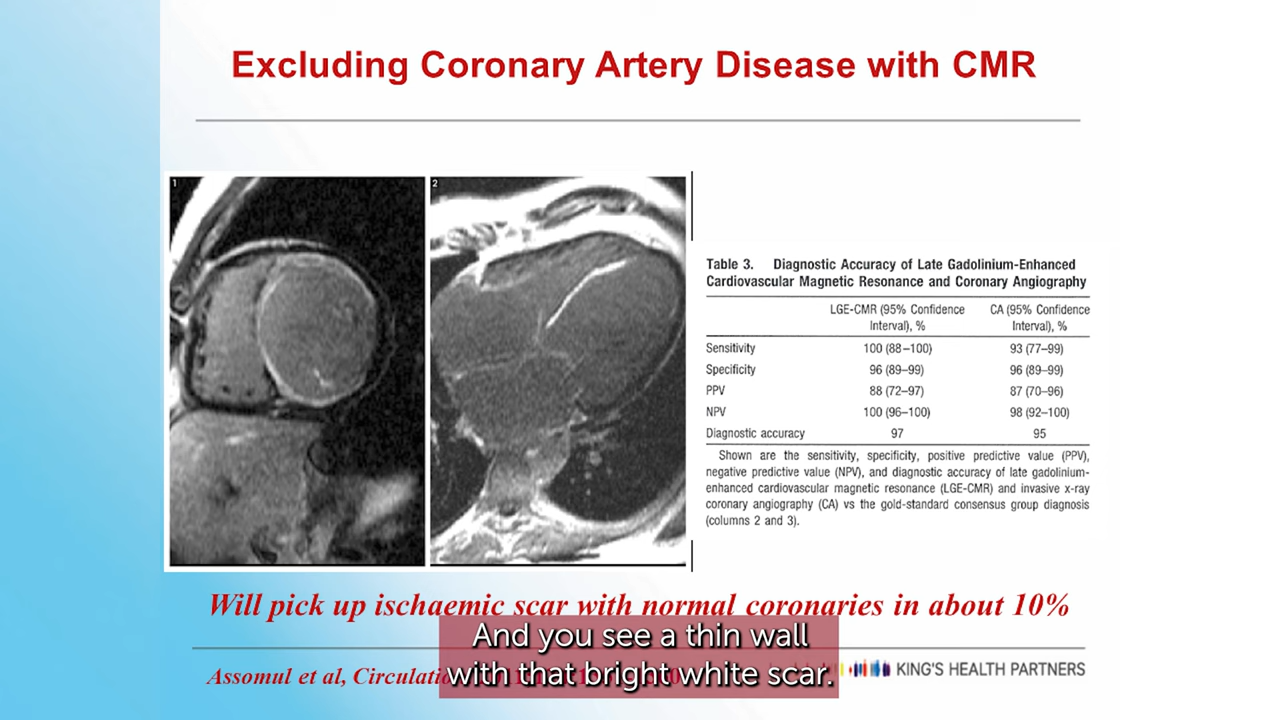 Excluding Coronary Artery Disease with CMR
1
2
Table 3. Diagnostic Accuracy of Late Gadolinium-Enhanced
Cardiovascular Magnetic Resonance and Coronary Angiography
LGE-CMR (95% Confidence Interval), %
CA (95% Confidence Interval), %
Sensitivity 100 (88–100) 93 (77–99)
Specificity 96 (89–99) 96 (89–99)
PPV 88 (72–97) 87 (70–96)
NPV 100 (96–100) 98 (92–100)
Diagnostic accuracy 97 95
Shown are the sensitivity, specificity, positive predictive value (PPV),
negative predictive value (NPV), and diagnostic accuracy of late gadolinium-
enhanced cardiovascular magnetic resonance (LGE-CMR) and invasive x-ray
coronary angiography (CA) vs the gold-standard consensus group diagnosis
(columns 2 and 3).
Will pick up ischaemic scar with normal coronaries in about 10%
And you see a thin wall
with that bright white scar.
Assomul et al,
KING'S HEALTH PARTNERS